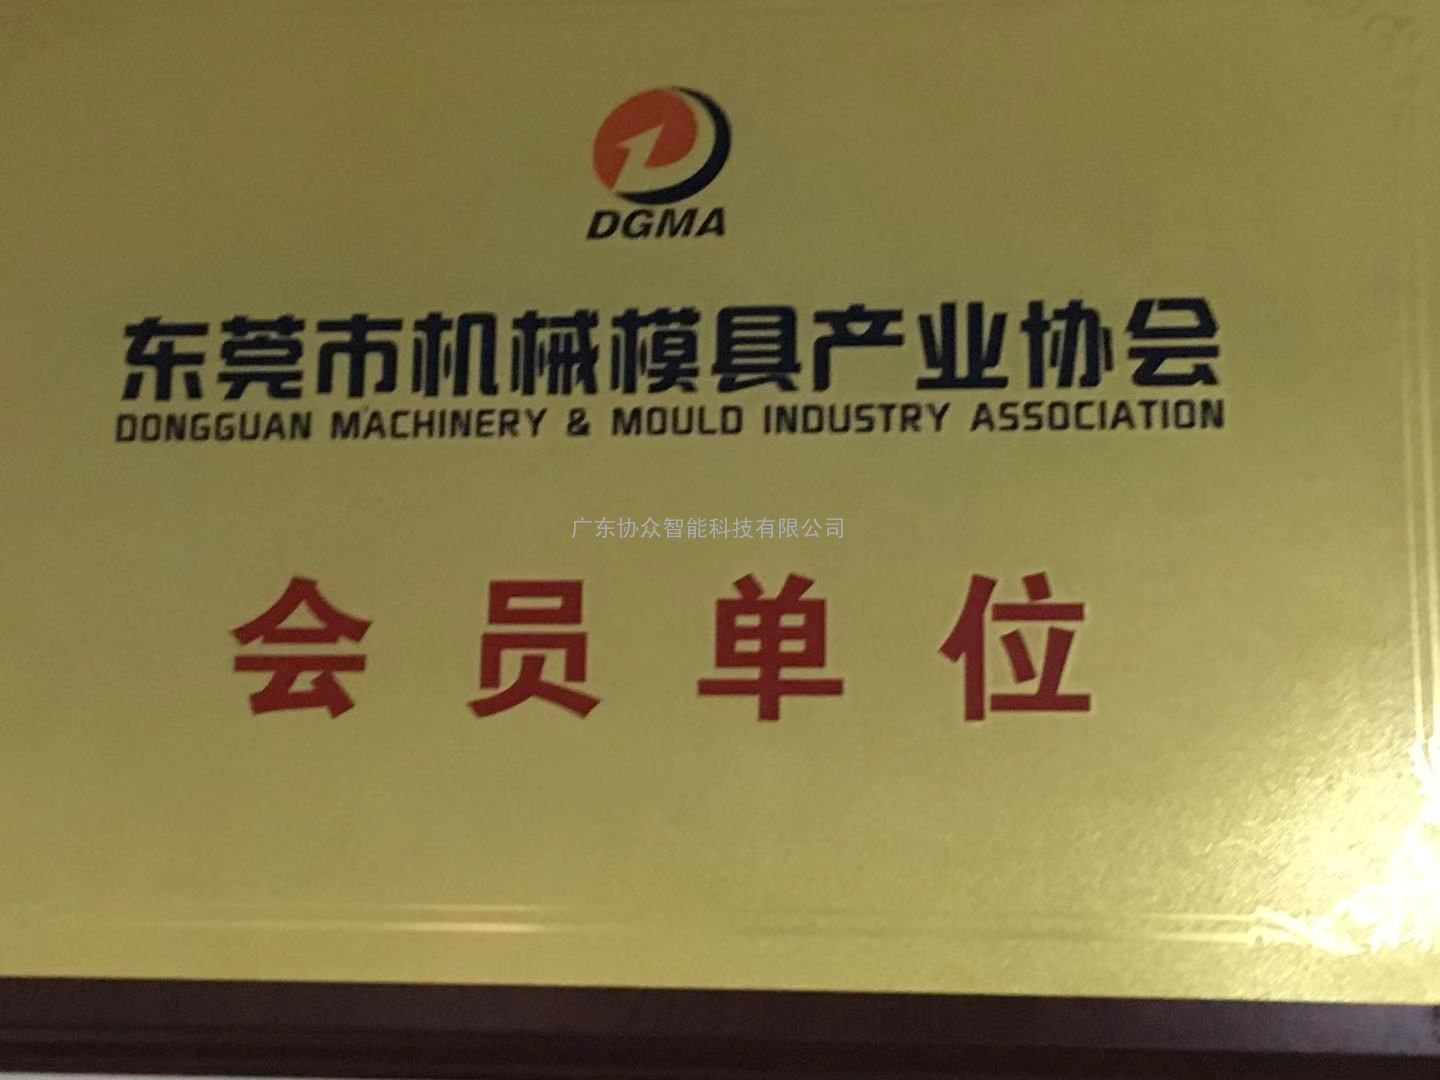 DGMA
东莞市机械模具产业协会
DONGGUAN MACHINERY & MOULD INDUSTRY ASSOCIATION
广东协众智能科技有限公司
会员单位